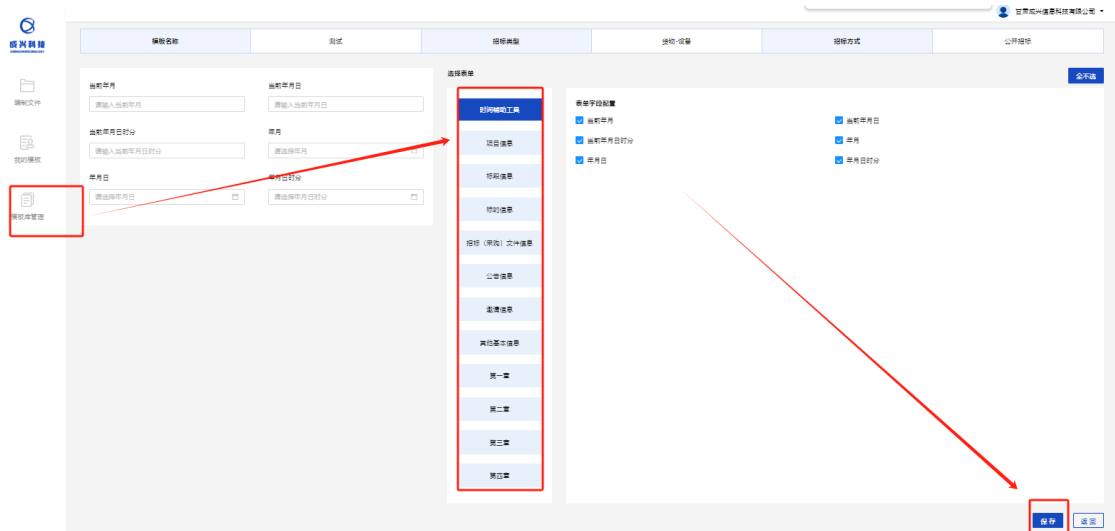 甘肃成兴信息科技有限公司
成兴科技
模板名称 测试 招标类型 货物-设备 招标方式 公开招标
编制文件
我的模板
模板库管理
当前年月 当前年月日
请输入当前年月 请输入当前年月日
当前年月日时分 年月
请输入当前年月日时分 请选择年月
年月日 年月日时分
请选择年月日 请选择年月日时分
选择表单
全不选
时间辅助工具
项目信息
标段信息
标的信息
招标（采购）文件信息
公告信息
邀请信息
其他基本信息
第一章
第二章
第三章
第四章
表单字段配置
当前年月 当前年月日
当前年月日时分 年月
年月日 年月日时分
保存 返回